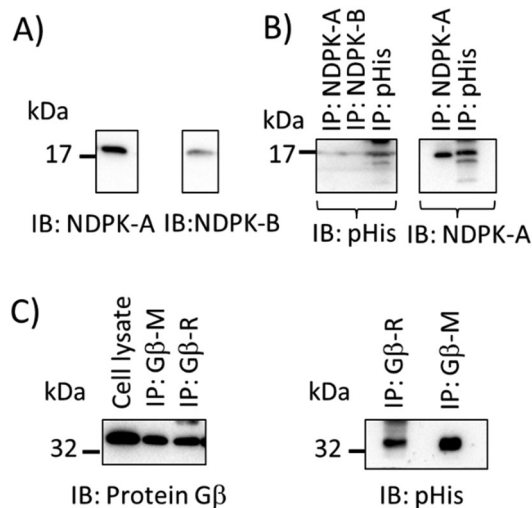 A)
kDa
17
IB: NDPK-A
IB:NDPK-B
B)
IP: NDPK-A
IP: NDPK-B
IP: pHis
17
IB: pHis
IP: NDPK-A
IP: pHis
IB: NDPK-A
C)
Cell lysate
IP: Gβ-M
IP: Gβ-R
kDa
32
IB: Protein Gβ
IP: Gβ-R
IP: Gβ-M
kDa
32
IB: pHis